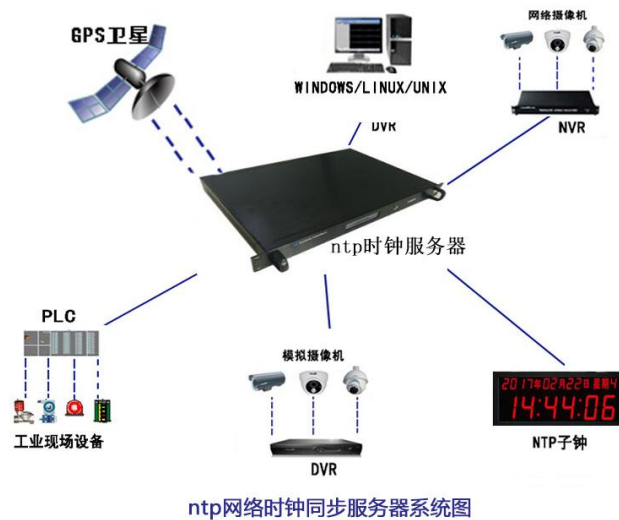 GPS卫星
网络摄像机
WINDOWS/LINUX/UNIX
DVR
NVR
ntp时钟服务器
PLC
模拟摄像机
2017年02月22日 星期4
14:44:06
工业现场设备
DVR
NTP子钟
ntp网络时钟同步服务器系统图